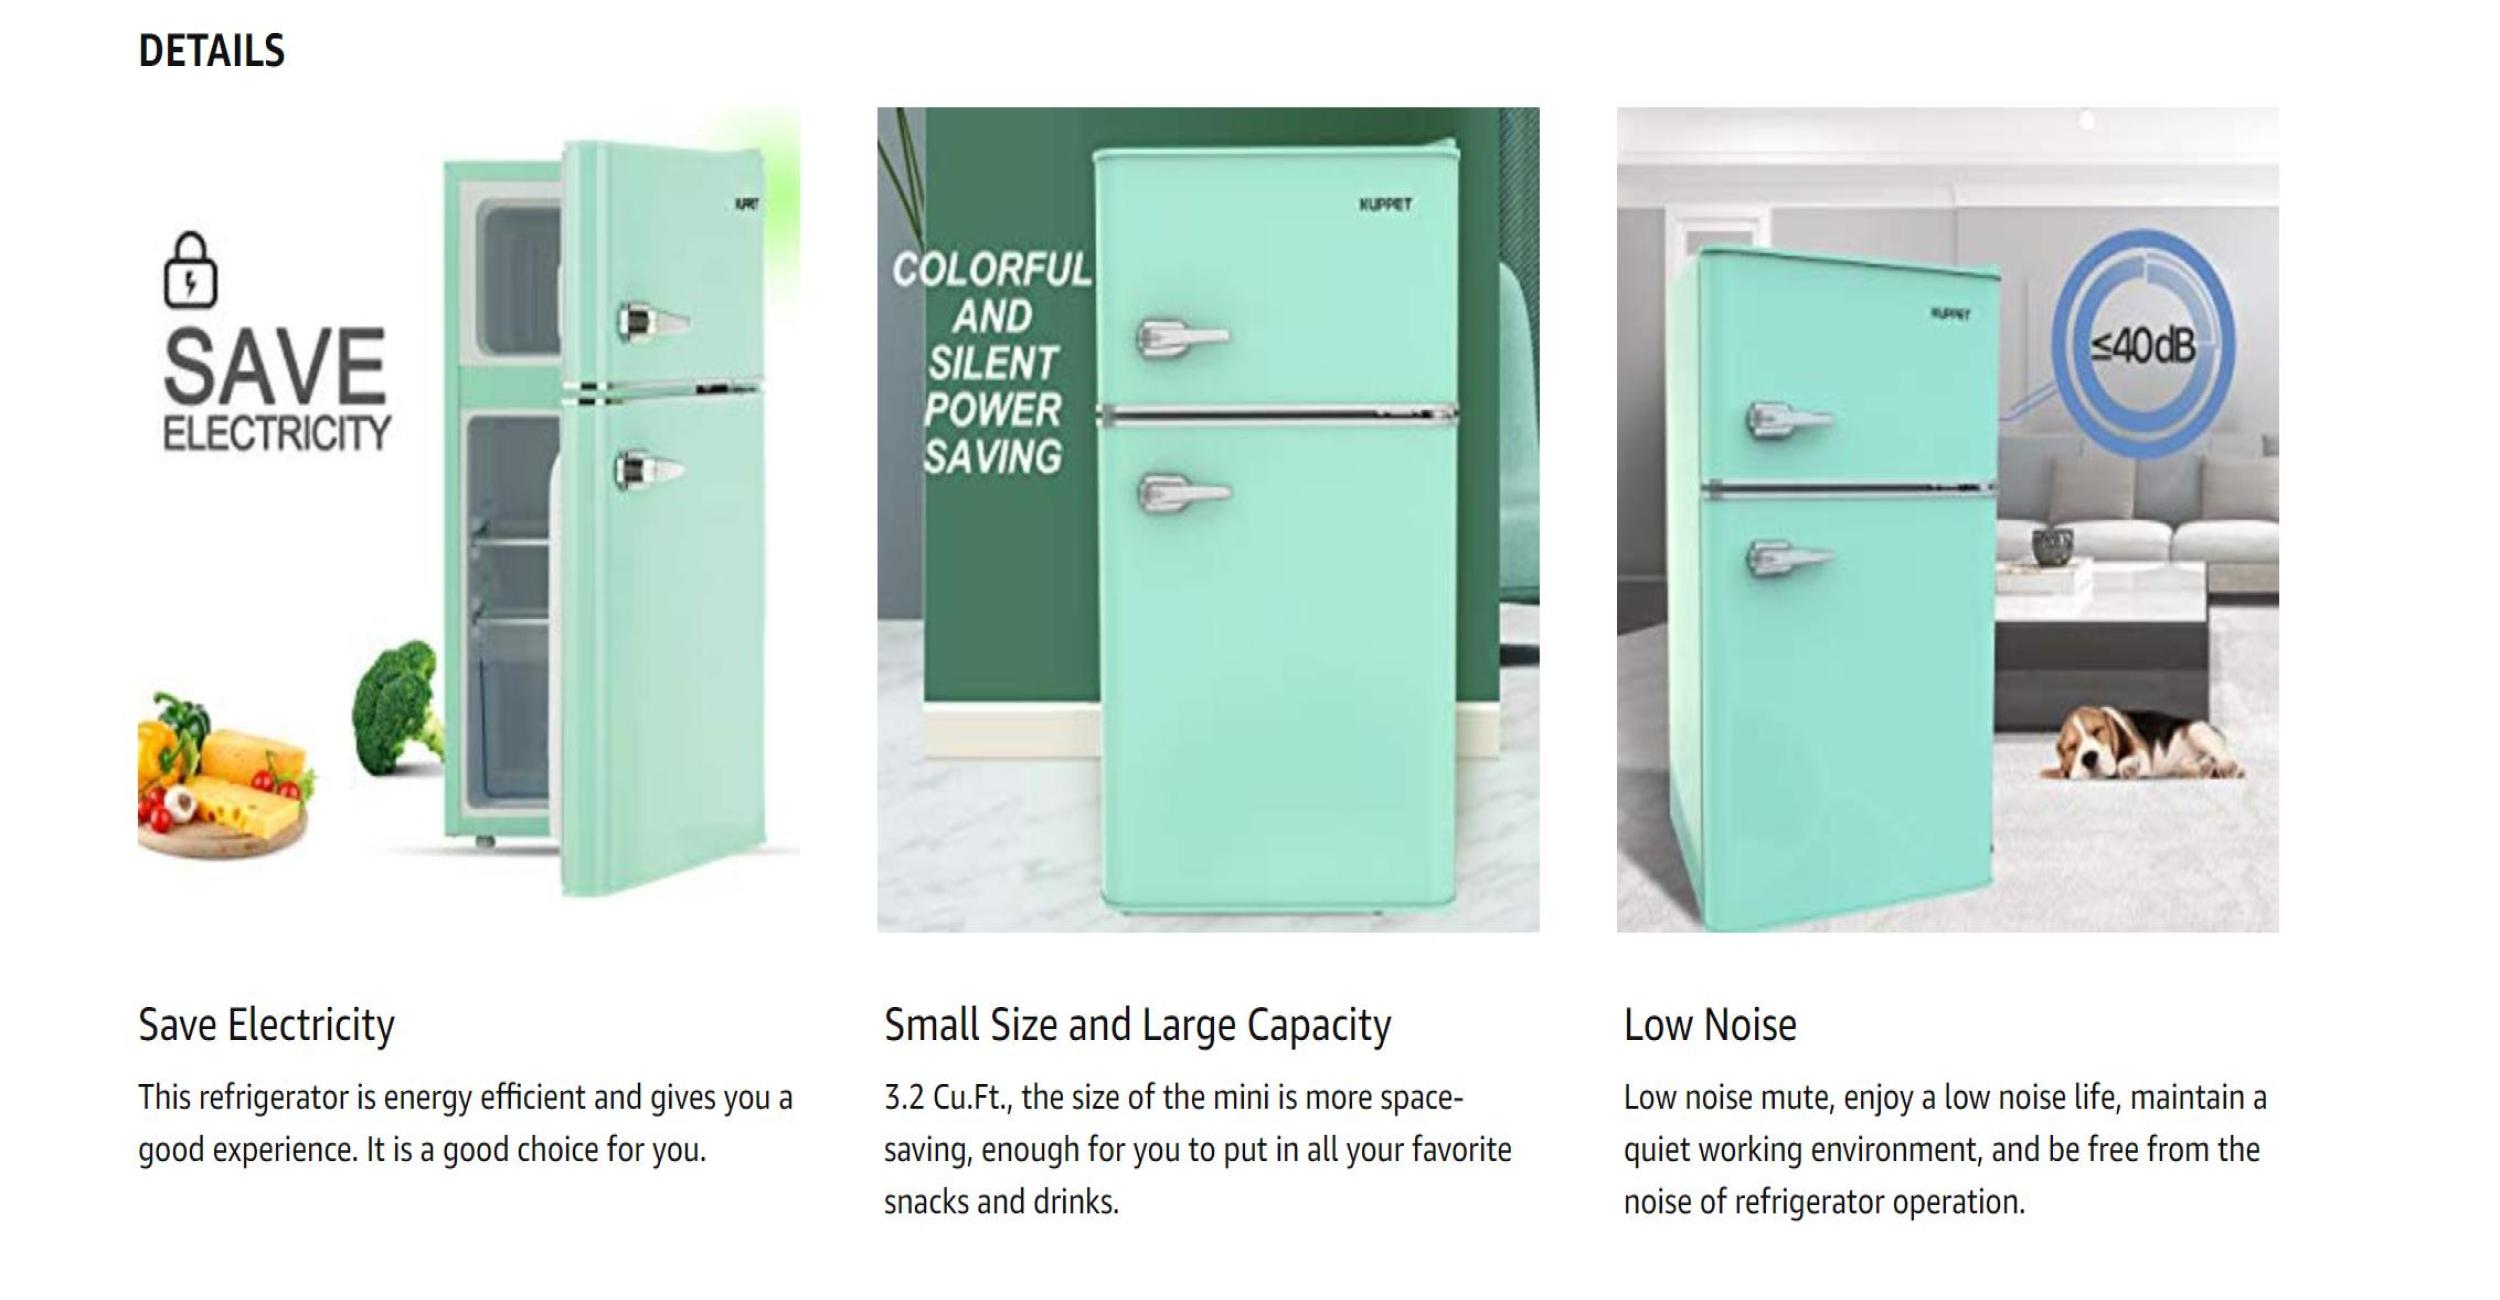 DETAILS
SAVE
ELECTRICITY
KUPPET
COLORFUL
AND
SILENT
POWER
SAVING
KUPPET
≤40dB
Save Electricity
This refrigerator is energy efficient and gives you a
good experience. It is a good choice for you.
Small Size and Large Capacity
3.2 Cu.Ft., the size of the mini is more space-
saving, enough for you to put in all your favorite
snacks and drinks.
Low Noise
Low noise mute, enjoy a low noise life, maintain a
quiet working environment, and be free from the
noise of refrigerator operation.